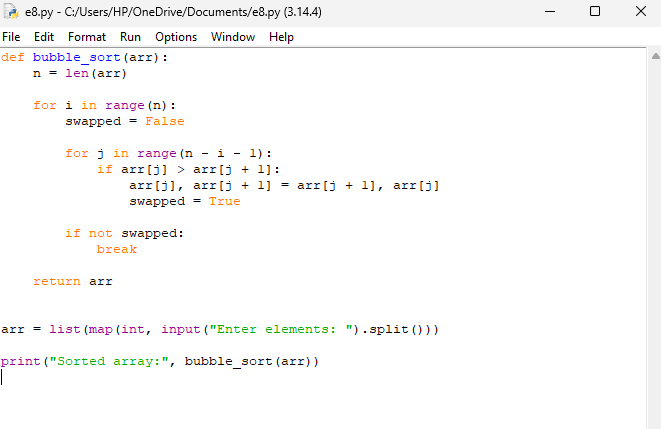 e8.py - C:/Users/HP/OneDrive/Documents/e8.py (3.14.4)
File Edit Format Run Options Window Help
def bubble_sort(arr):
    n = len(arr)

    for i in range(n):
        swapped = False

        for j in range(n - i - 1):
            if arr[j] > arr[j + 1]:
                arr[j], arr[j + 1] = arr[j + 1], arr[j]
                swapped = True

        if not swapped:
            break

    return arr


arr = list(map(int, input("Enter elements: ").split()))

print("Sorted array:", bubble_sort(arr))